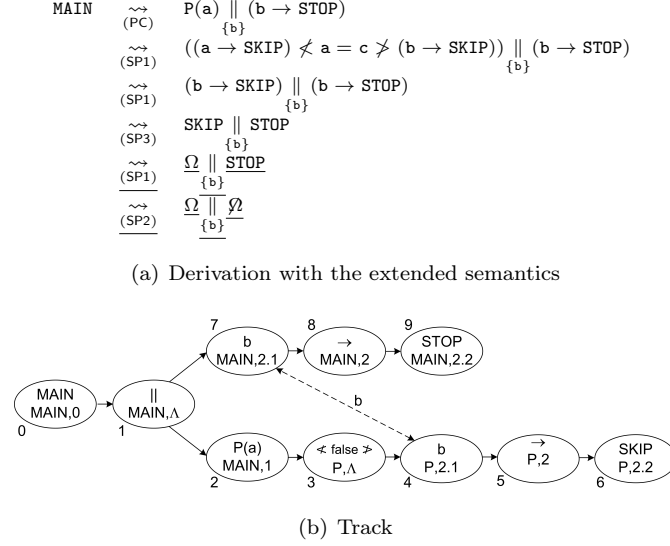 MAIN ⇝ (PC) P(a) ∥ {b} (b → STOP)
⇝ (SP1) ((a → SKIP) ≮ a = c ≯ (b → SKIP)) ∥ {b} (b → STOP)
⇝ (SP1) (b → SKIP) ∥ {b} (b → STOP)
⇝ (SP3) SKIP ∥ {b} STOP
⇝ (SP1) Ω ∥ {b} STOP
⇝ (SP2) Ω ∥ {b} Ω̸
(a) Derivation with the extended semantics
7
b
MAIN,2.1
8
→
MAIN,2
9
STOP
MAIN,2.2
MAIN
MAIN,0
0
||
MAIN,Λ
1
b
P(a)
MAIN,1
2
≮ false ≯
P,Λ
3
b
P,2.1
4
→
P,2
5
SKIP
P,2.2
6
(b) Track